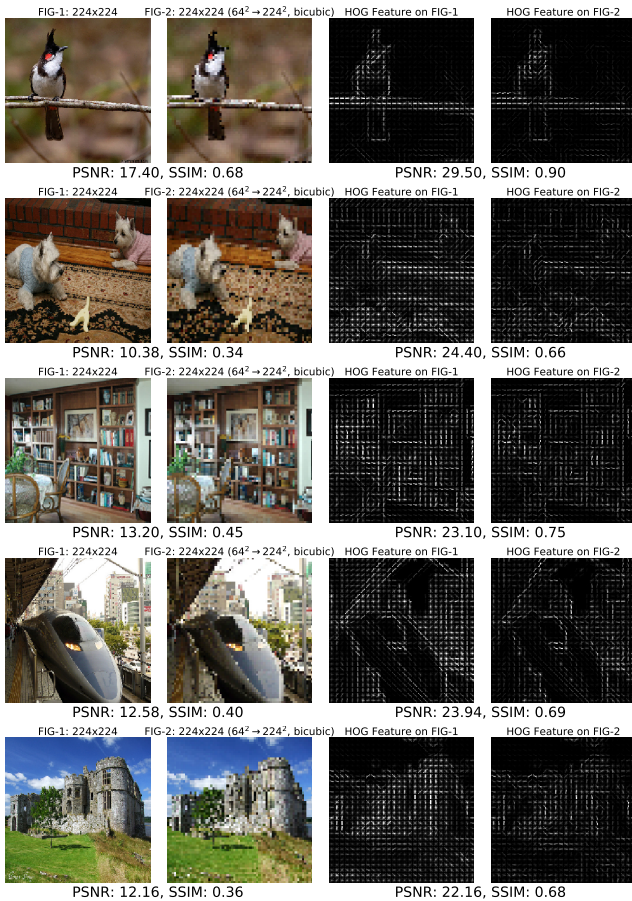 FIG-1: 224x224 FIG-2: 224x224 (64²→224², bicubic) HOG Feature on FIG-1 HOG Feature on FIG-2
PSNR: 17.40, SSIM: 0.68 PSNR: 29.50, SSIM: 0.90
FIG-1: 224x224 FIG-2: 224x224 (64²→224², bicubic) HOG Feature on FIG-1 HOG Feature on FIG-2
PSNR: 10.38, SSIM: 0.34 PSNR: 24.40, SSIM: 0.66
FIG-1: 224x224 FIG-2: 224x224 (64²→224², bicubic) HOG Feature on FIG-1 HOG Feature on FIG-2
PSNR: 13.20, SSIM: 0.45 PSNR: 23.10, SSIM: 0.75
FIG-1: 224x224 FIG-2: 224x224 (64²→224², bicubic) HOG Feature on FIG-1 HOG Feature on FIG-2
PSNR: 12.58, SSIM: 0.40 PSNR: 23.94, SSIM: 0.69
FIG-1: 224x224 FIG-2: 224x224 (64²→224², bicubic) HOG Feature on FIG-1 HOG Feature on FIG-2
PSNR: 12.16, SSIM: 0.36 PSNR: 22.16, SSIM: 0.68